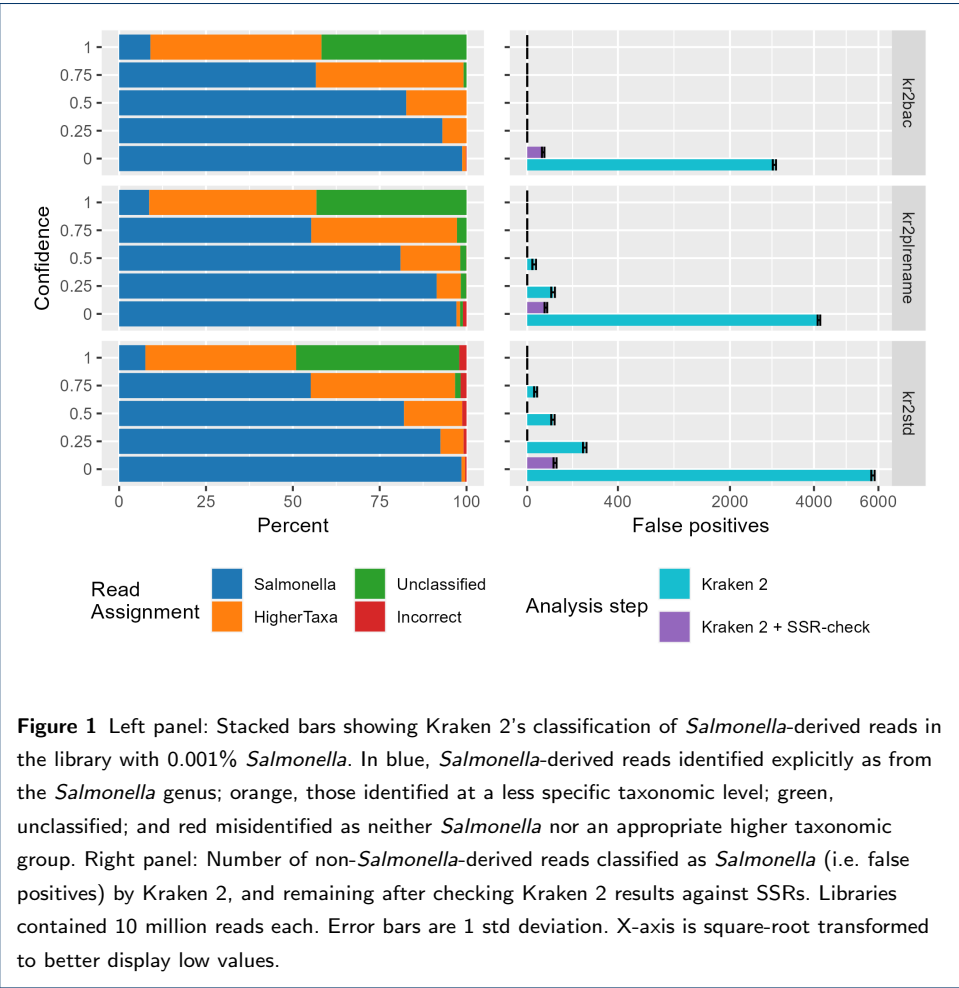 1
0.75
0.5
0.25
0
kr2bac
1
0.75
0.5
0.25
0
kr2plrename
1
0.75
0.5
0.25
0
kr2std
Confidence
0 25 50 75 100
0 400 2000 4000 6000
Percent
False positives
Read
Assignment
Salmonella
HigherTaxa
Unclassified
Incorrect
Analysis step
Kraken 2
Kraken 2 + SSR-check
Figure 1 Left panel: Stacked bars showing Kraken 2's classification of Salmonella-derived reads in
the library with 0.001% Salmonella. In blue, Salmonella-derived reads identified explicitly as from
the Salmonella genus; orange, those identified at a less specific taxonomic level; green,
unclassified; and red misidentified as neither Salmonella nor an appropriate higher taxonomic
group. Right panel: Number of non-Salmonella-derived reads classified as Salmonella (i.e. false
positives) by Kraken 2, and remaining after checking Kraken 2 results against SSRs. Libraries
contained 10 million reads each. Error bars are 1 std deviation. X-axis is square-root transformed
to better display low values.